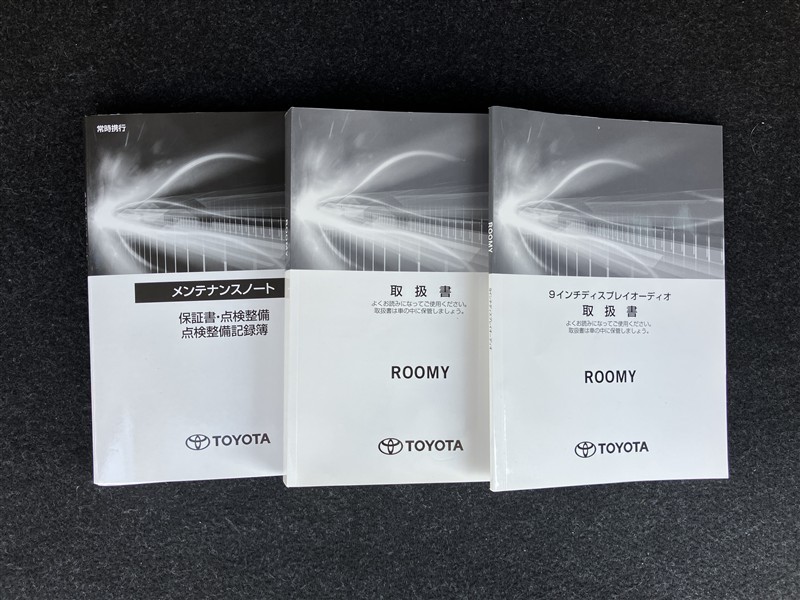 常時携行
メンテナンスノート
保証書・点検整備
点検整備記録簿
TOYOTA
取扱書
よくお読みになってご使用ください。
取扱書は車の中に保管しましょう。
ROOMY
TOYOTA
ROOMY
9インチディスプレイオーディオ
取扱書
よくお読みになってご使用ください。
取扱書は車の中に保管しましょう。
ROOMY
TOYOTA